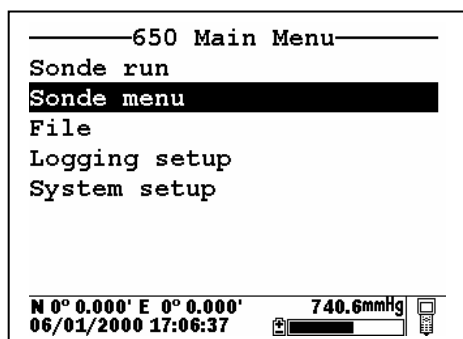 650 Main Menu
Sonde run
Sonde menu
File
Logging setup
System setup
N 0° 0.000' E 0° 0.000' 740.6mmHg
06/01/2000 17:06:37